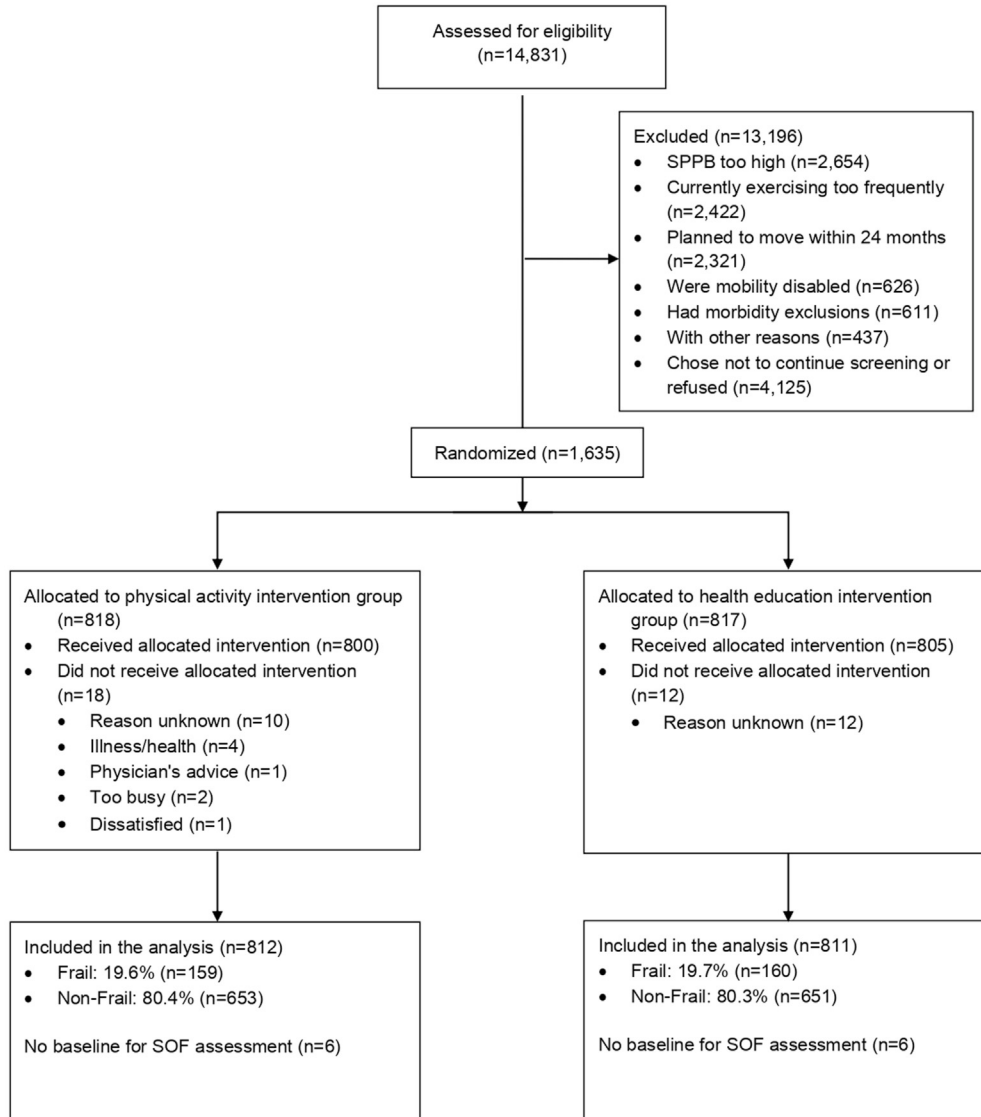 Assessed for eligibility
(n=14,831)
Excluded (n=13,196)
• SPPB too high (n=2,654)
• Currently exercising too frequently
(n=2,422)
• Planned to move within 24 months
(n=2,321)
• Were mobility disabled (n=626)
• Had morbidity exclusions (n=611)
• With other reasons (n=437)
• Chose not to continue screening or
refused (n=4,125)
Randomized (n=1,635)
Allocated to physical activity intervention group
(n=818)
• Received allocated intervention (n=800)
• Did not receive allocated intervention
(n=18)
• Reason unknown (n=10)
• Illness/health (n=4)
• Physician's advice (n=1)
• Too busy (n=2)
• Dissatisfied (n=1)
Allocated to health education intervention
group (n=817)
• Received allocated intervention (n=805)
• Did not receive allocated intervention
(n=12)
• Reason unknown (n=12)
Included in the analysis (n=812)
• Frail: 19.6% (n=159)
• Non-Frail: 80.4% (n=653)
No baseline for SOF assessment (n=6)
Included in the analysis (n=811)
• Frail: 19.7% (n=160)
• Non-Frail: 80.3% (n=651)
No baseline for SOF assessment (n=6)